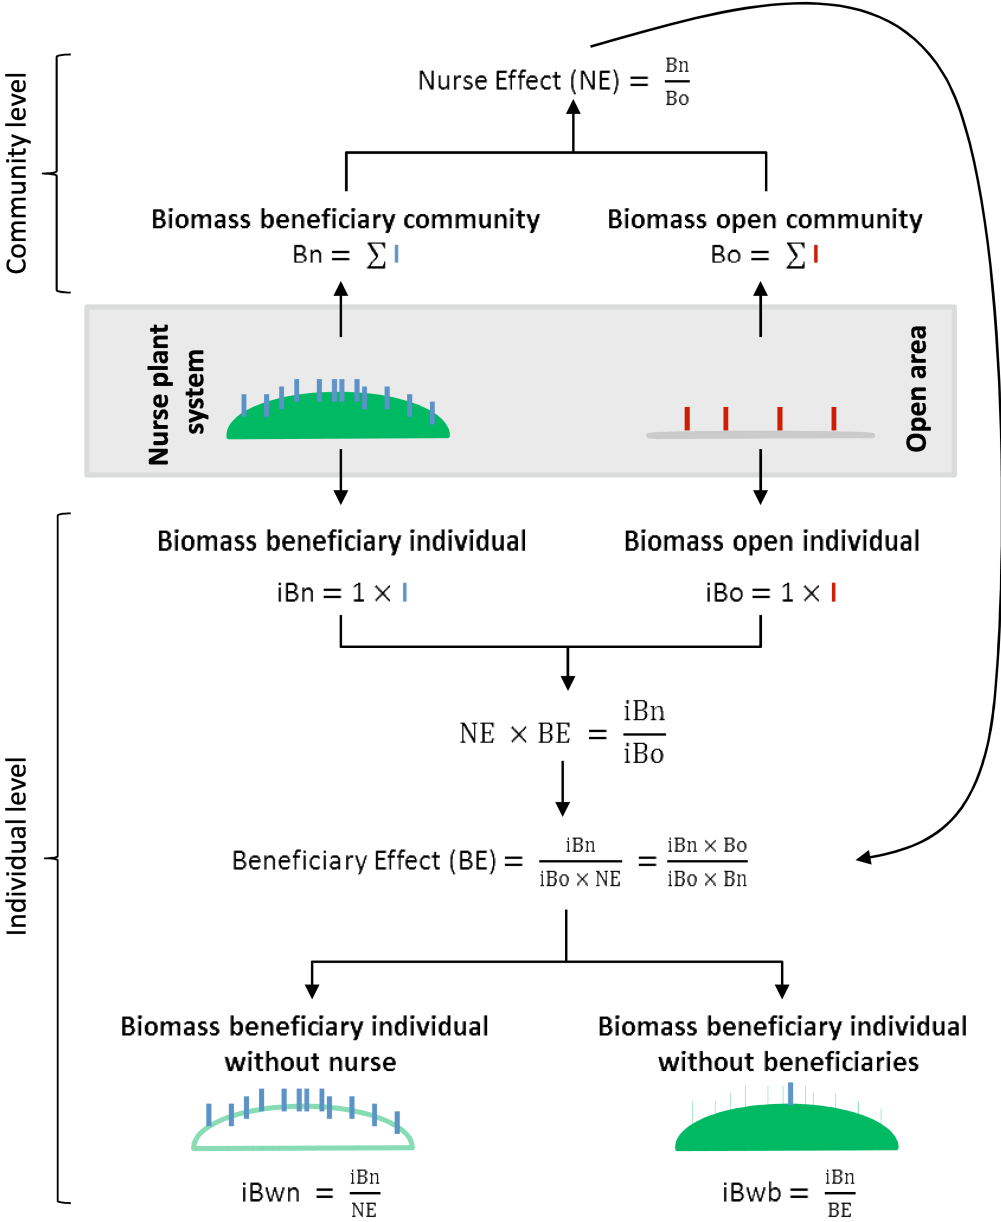 Community level
Nurse Effect (NE) = Bn/Bo
Biomass beneficiary community
Bn = ∑ I
Biomass open community
Bo = ∑ I
Nurse plant
system
Open area
Individual level
Biomass beneficiary individual
iBn = 1 × I
Biomass open individual
iBo = 1 × I
NE × BE = iBn/iBo
Beneficiary Effect (BE) = iBn/(iBo × NE) = (iBn × Bo)/(iBo × Bn)
Biomass beneficiary individual
without nurse
iBwn = iBn/NE
Biomass beneficiary individual
without beneficiaries
iBwb = iBn/BE